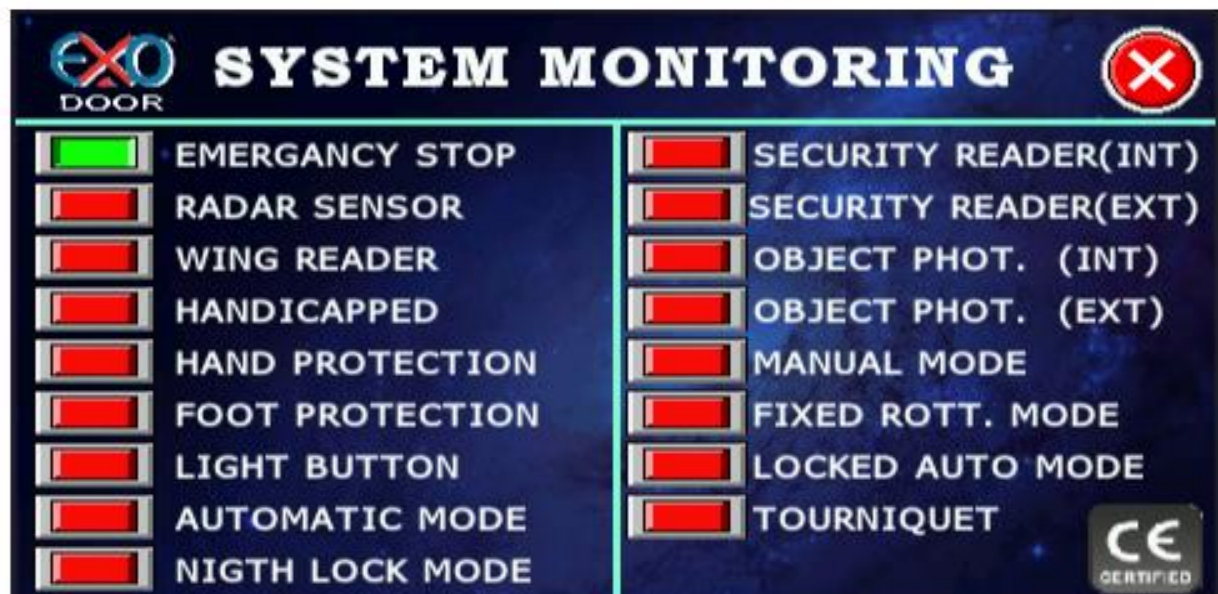 EXO
DOOR
SYSTEM MONITORING
EMERGANCY STOP
RADAR SENSOR
WING READER
HANDICAPPED
HAND PROTECTION
FOOT PROTECTION
LIGHT BUTTON
AUTOMATIC MODE
NIGTH LOCK MODE
SECURITY READER(INT)
SECURITY READER(EXT)
OBJECT PHOT. (INT)
OBJECT PHOT. (EXT)
MANUAL MODE
FIXED ROTT. MODE
LOCKED AUTO MODE
TOURNIQUET
CE
CERTIFIED